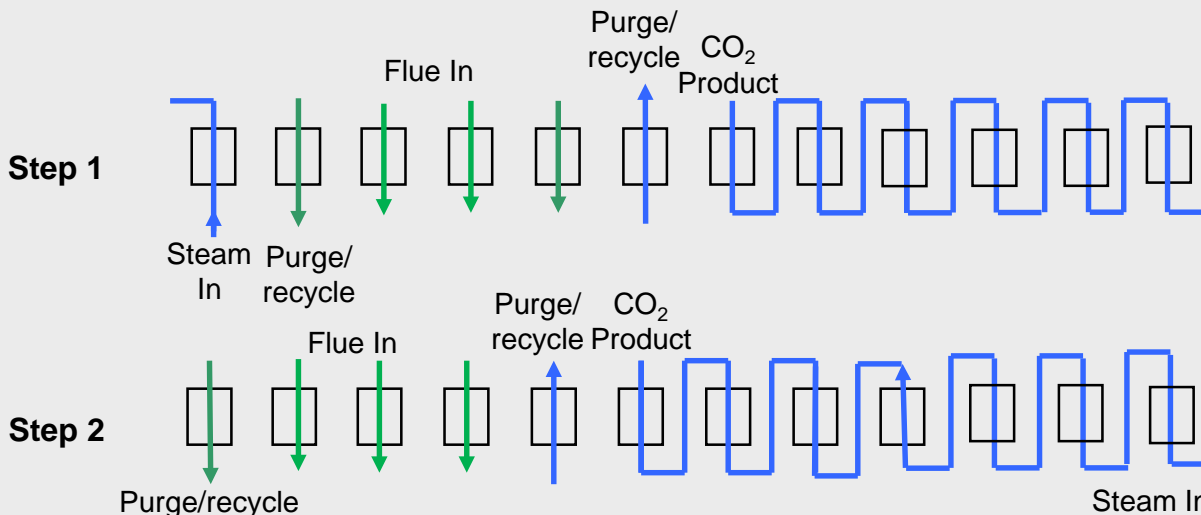 Purge/
recycle
CO₂
Product
Flue In
Step 1
Steam
In
Purge/
recycle
Purge/
recycle
CO₂
Product
Flue In
Step 2
Purge/recycle
Steam In